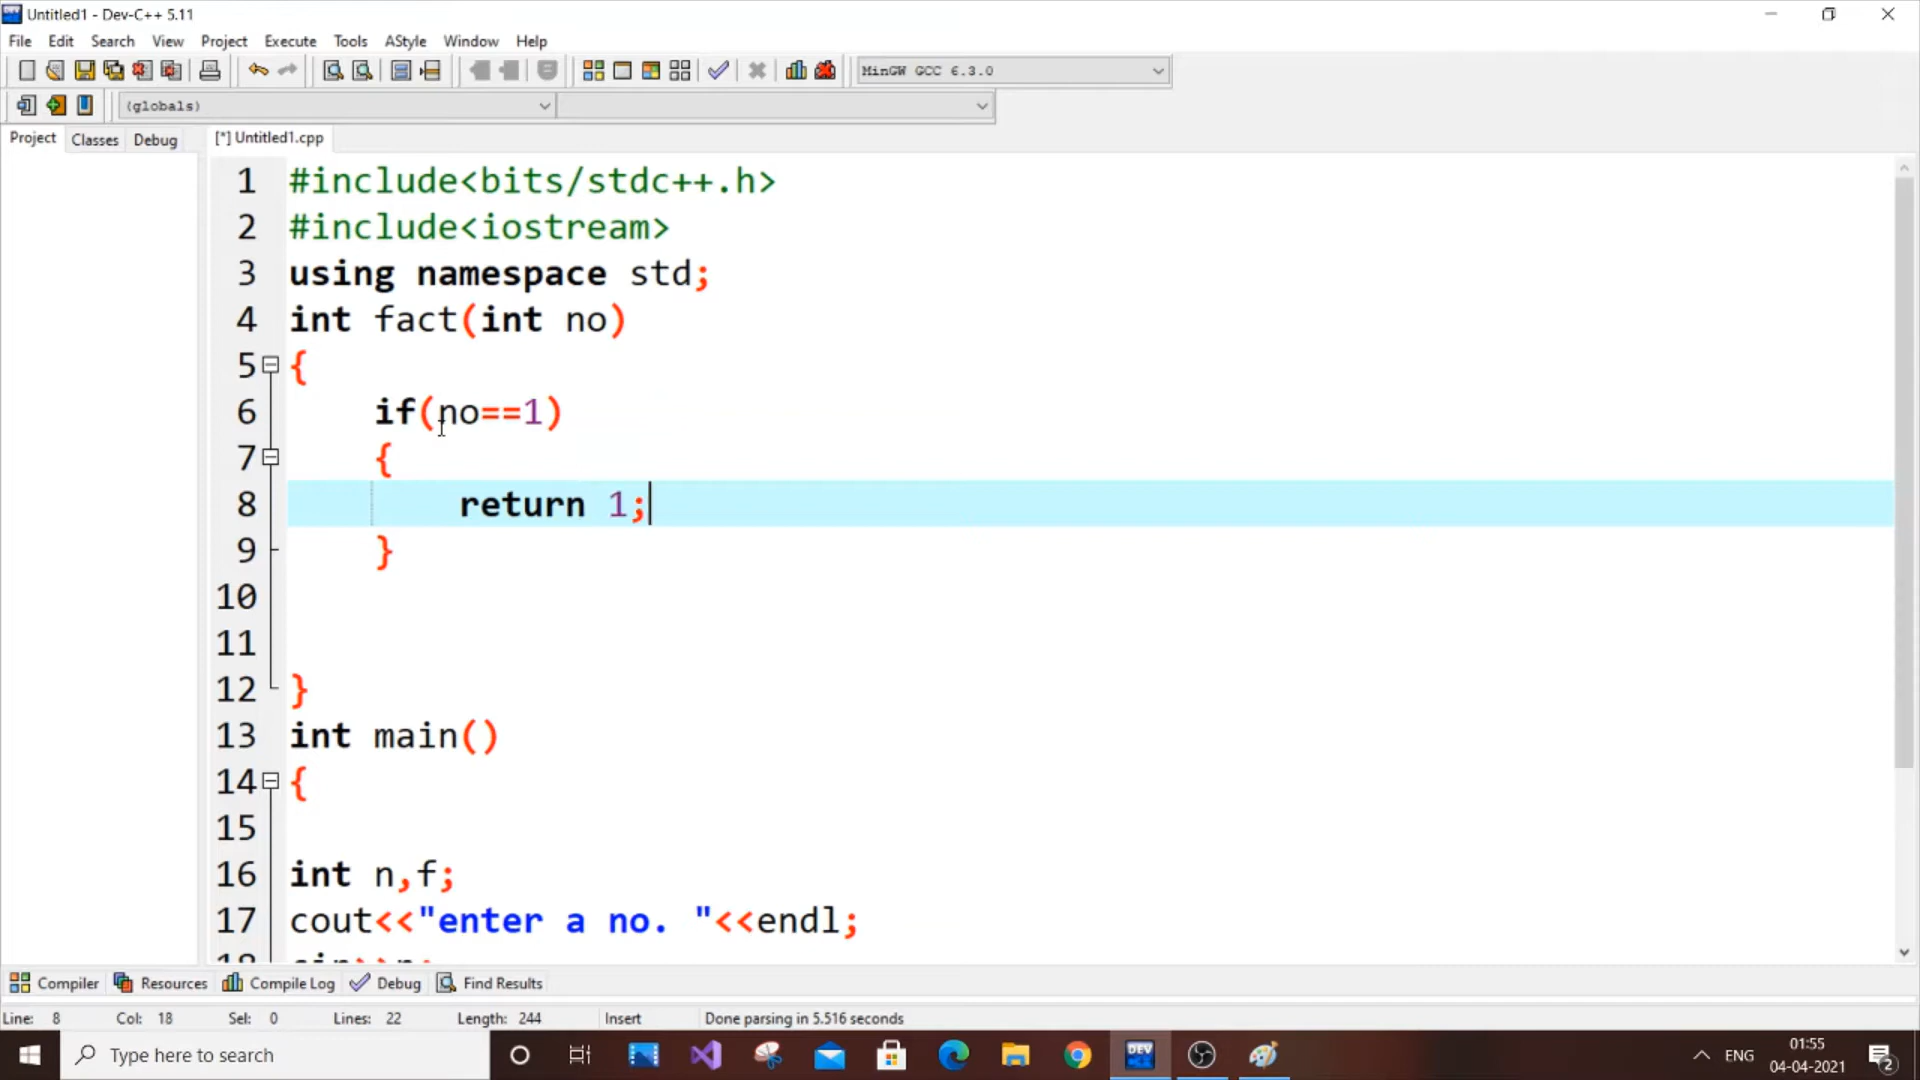 Untitled1 - Dev-C++ 5.11
File Edit Search View Project Execute Tools AStyle Window Help
MinGW GCC 6.3.0
(globals)
Project Classes Debug [*] Untitled1.cpp
1 #include<bits/stdc++.h>
2 #include<iostream>
3 using namespace std;
4 int fact(int no)
5 {
6 if(no==1)
7 {
8 return 1;
9 }
10
11
12 }
13 int main()
14 {
15
16 int n,f;
17 cout<<"enter a no. "<<endl;
18 cin>>n;
Compiler Resources Compile Log Debug Find Results
Line: 8 Col: 18 Sel: 0 Lines: 22 Length: 244 Insert Done parsing in 5.516 seconds
Type here to search
DEV
ENG
01:55
04-04-2021
2